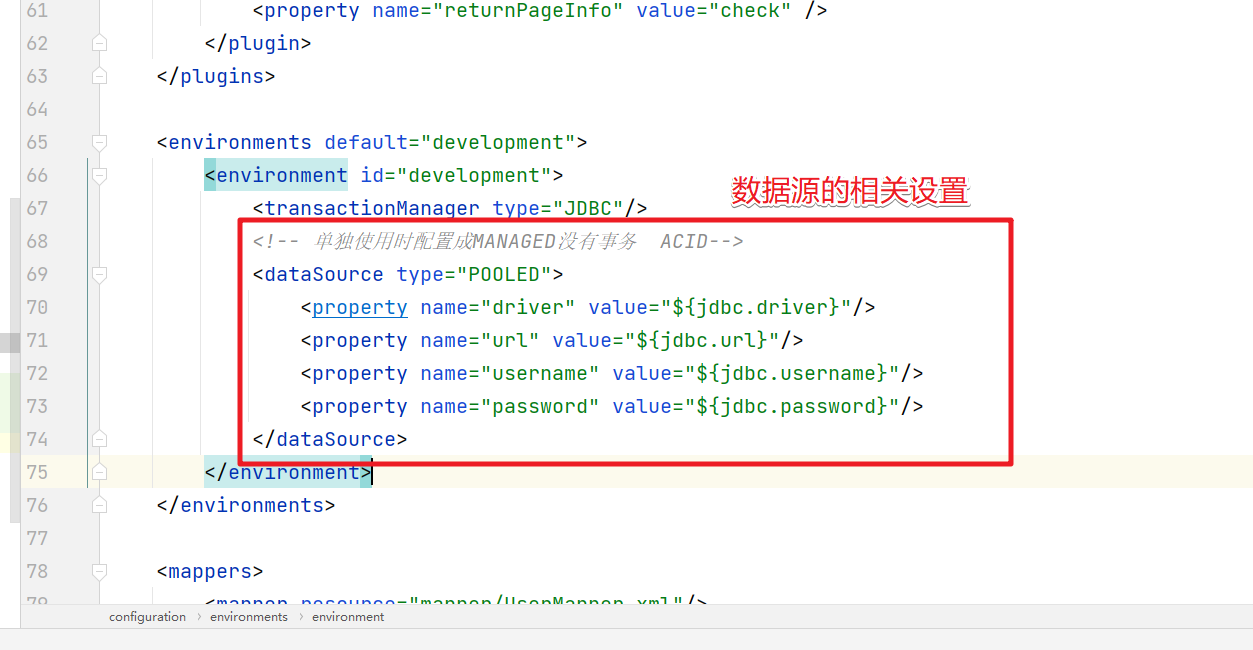 61 <property name="returnPageInfo" value="check" />
62 </plugin>
63 </plugins>
64
65 <environments default="development">
66 <environment id="development">
数据源的相关设置
67 <transactionManager type="JDBC"/>
68 <!-- 单独使用时配置成MANAGED没有事务  ACID-->
69 <dataSource type="POOLED">
70 <property name="driver" value="${jdbc.driver}"/>
71 <property name="url" value="${jdbc.url}"/>
72 <property name="username" value="${jdbc.username}"/>
73 <property name="password" value="${jdbc.password}"/>
74 </dataSource>
75 </environment>
76 </environments>
77
78 <mappers>
79 <mapper resource="mapper/UserMapper.xml"/>
configuration › environments › environment